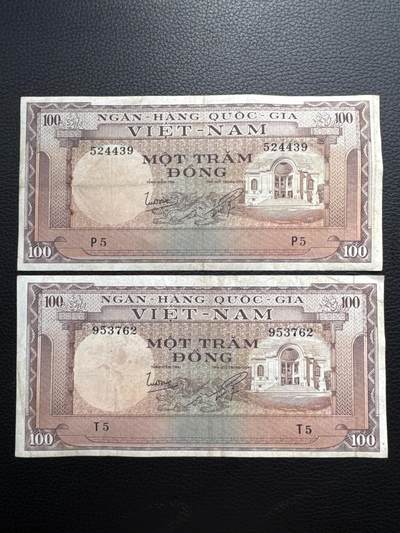 100 NGÂN-HÀNG QUỐC-GIA 100
VIỆT-NAM
524439 524439
MỘT TRĂM
ĐỒNG
P5 P5
100 100
100 NGÂN-HÀNG QUỐC-GIA 100
VIỆT-NAM
953762 953762
MỘT TRĂM
ĐỒNG
T5 T5
100 100